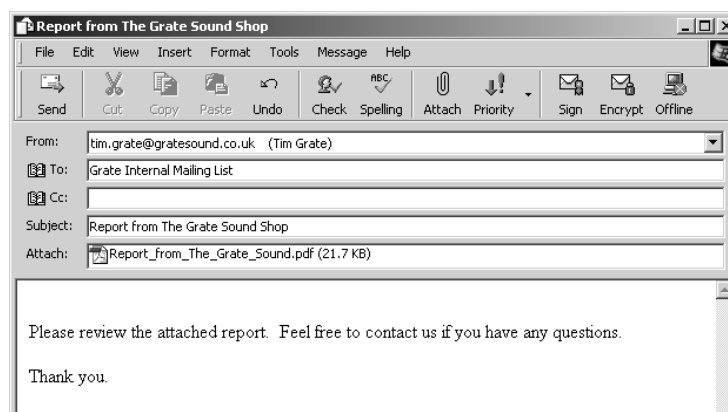 Report from The Grate Sound Shop
File Edit View Insert Format Tools Message Help
ABC
Send Cut Copy Paste Undo Check Spelling Attach Priority Sign Encrypt Offline
From: tim.grate@gratesound.co.uk (Tim Grate)
To: Grate Internal Mailing List
Cc:
Subject: Report from The Grate Sound Shop
Attach: Report_from_The_Grate_Sound.pdf (21.7 KB)
Please review the attached report. Feel free to contact us if you have any questions.
Thank you.